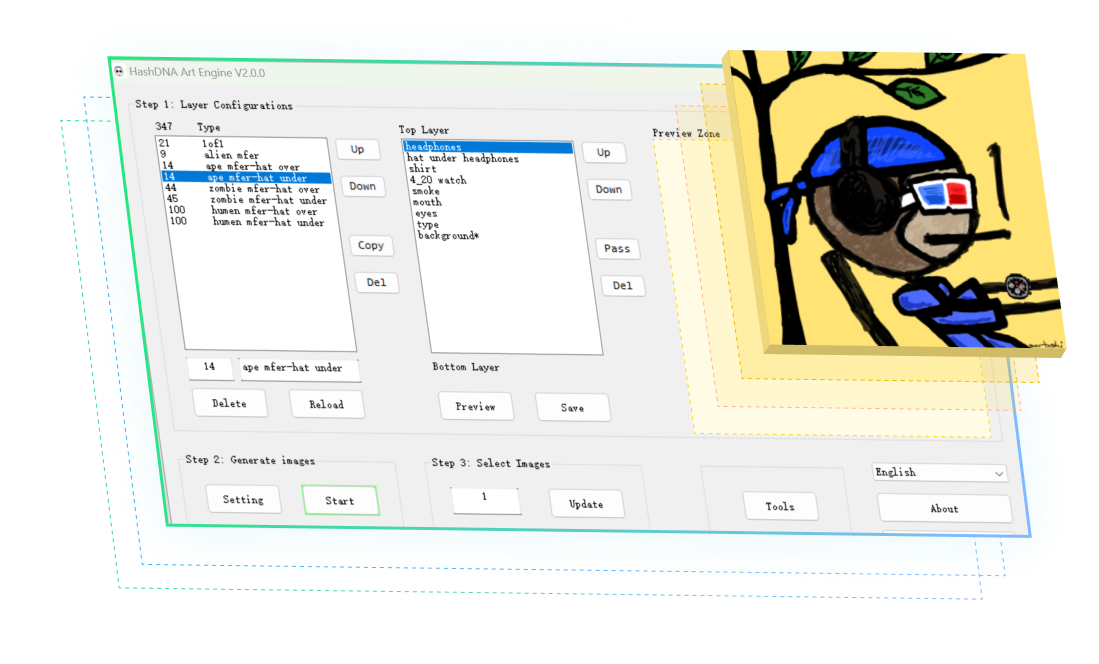 HashDNA Art Engine V2.0.0
Step 1: Layer Configurations
347 Type
21 1of1
9 alien mfer
14 ape mfer-hat over
14 ape mfer-hat under
44 zombie mfer-hat over
45 zombie mfer-hat under
100 humen mfer-hat over
100 humen mfer-hat under
Up
Down
Copy
Del
14 ape mfer-hat under
Delete Reload
Top Layer
headphones
hat under headphones
shirt
4_20 watch
smoke
mouth
eyes
type
background*
Up
Down
Pass
Del
Bottom Layer
Preview Save
Preview Zone
Step 2: Generate images
Setting Start
Step 3: Select Images
1 Update
Tools
English
About